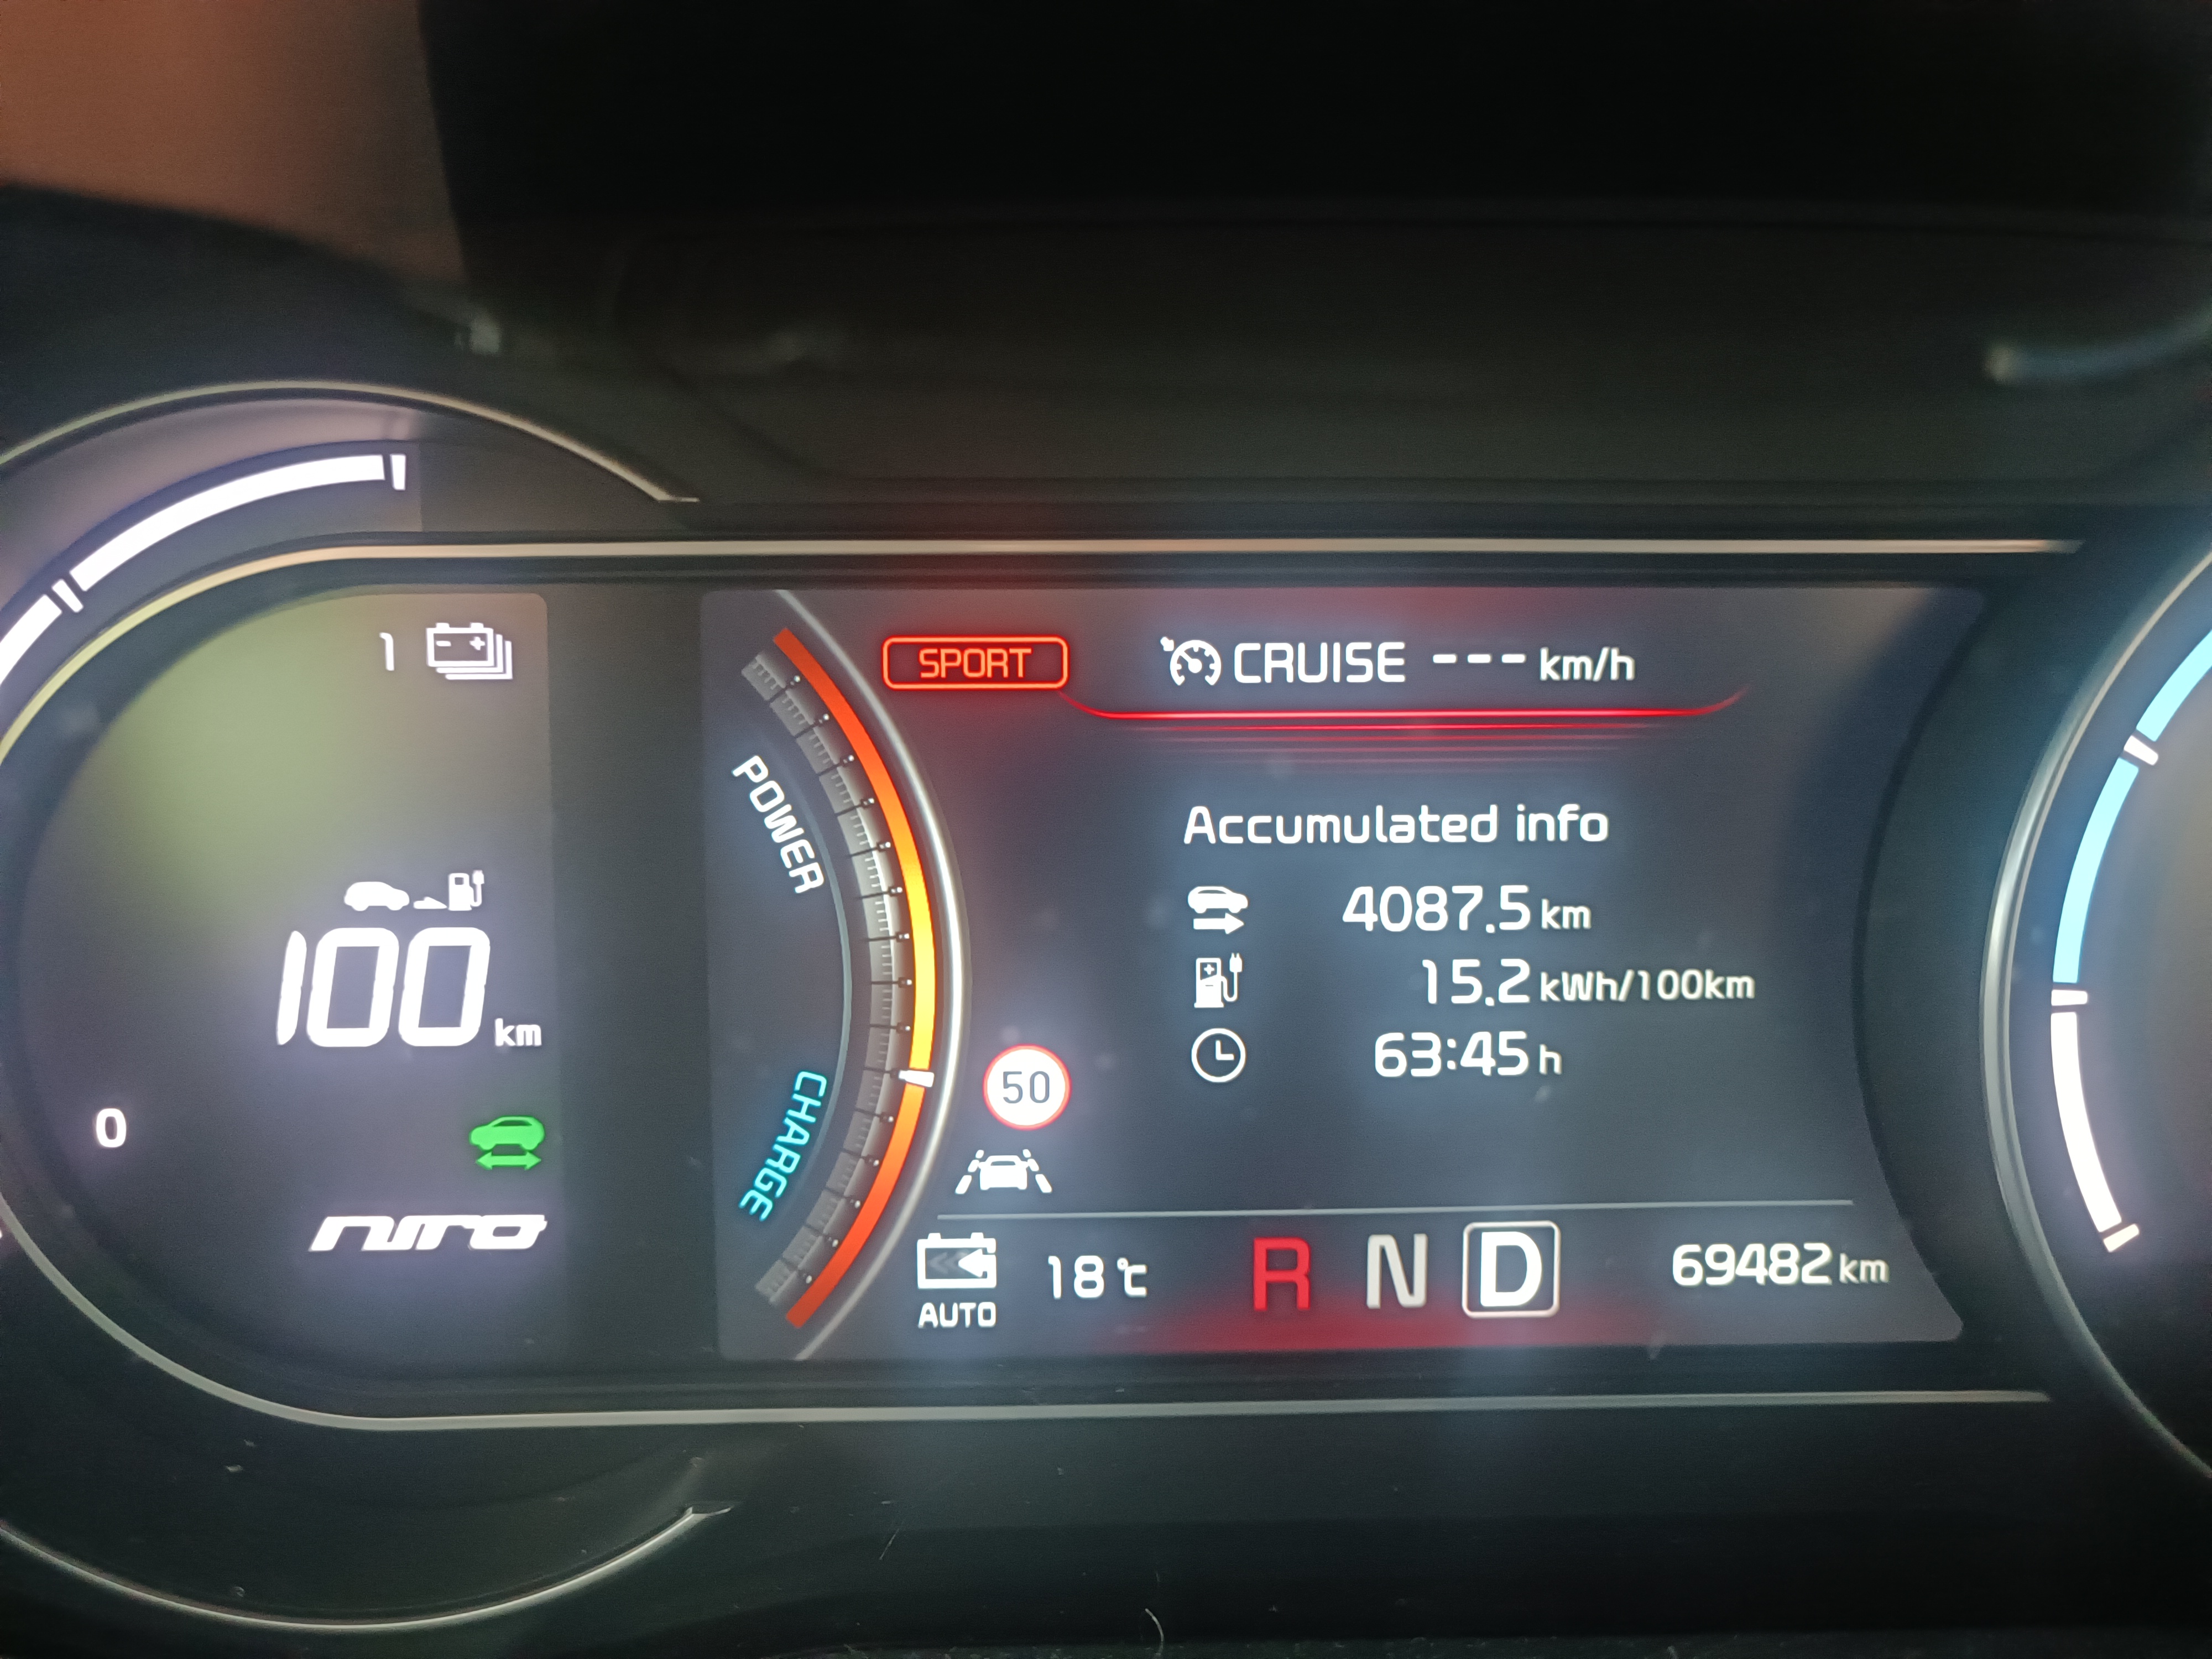 1
SPORT CRUISE --- km/h
POWER
Accumulated info
4087.5 km
100 km
15.2 kWh/100km
63:45 h
50
CHARGE
0
niro
AUTO 18℃ R N D 69482 km